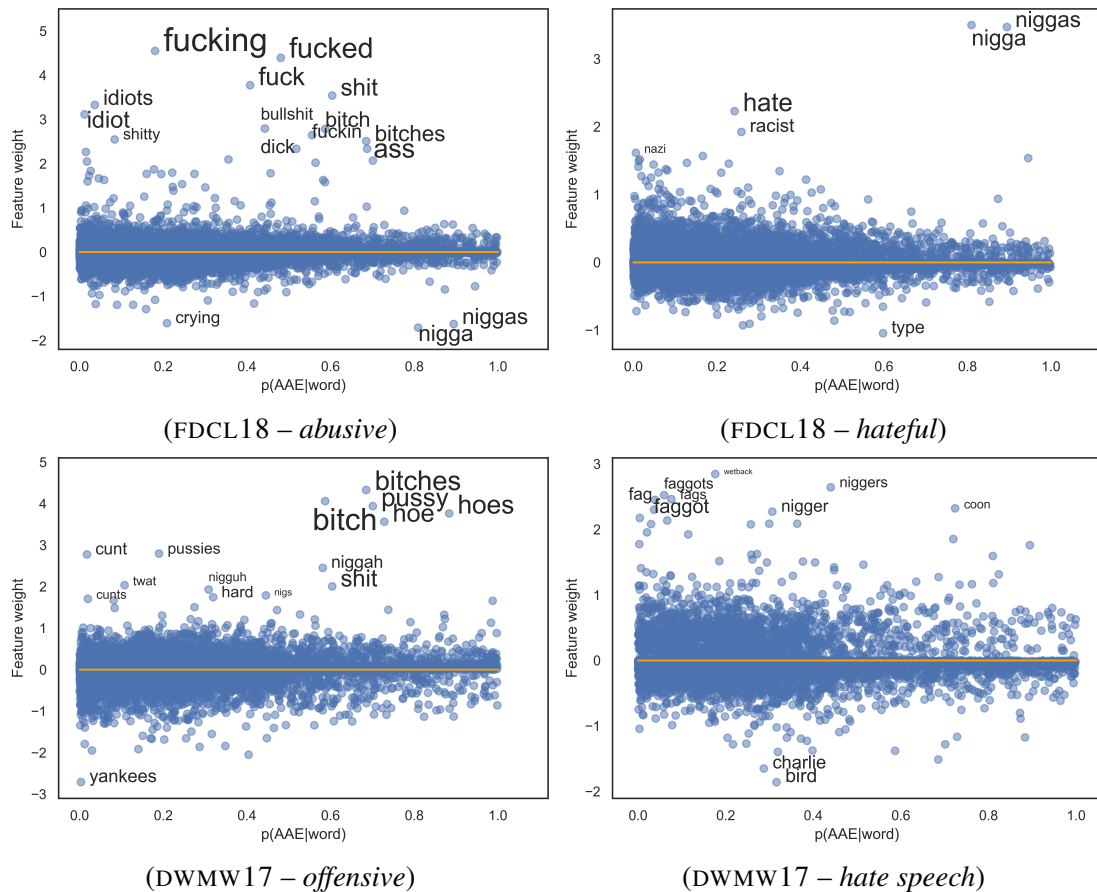 5
fucking
fucked
4
fuck
shit
idiots
3
idiot
bullshit
bitch
shitty
fuckin
bitches
dick
ass
2
1
0
−1
crying
niggas
nigga
−2
Feature weight
0.0 0.2 0.4 0.6 0.8 1.0
p(AAE|word)
(FDCL18 – abusive)
niggas
nigga
3
hate
racist
2
nazi
1
0
−1
type
Feature weight
0.0 0.2 0.4 0.6 0.8 1.0
p(AAE|word)
(FDCL18 – hateful)
5
bitches
pussy
hoes
4
bitch
hoe
3
cunt
pussies
niggah
twat
nigguh
shit
2
cunts
hard
nigs
1
0
−1
−2
yankees
−3
Feature weight
0.0 0.2 0.4 0.6 0.8 1.0
p(AAE|word)
(DWMW17 – offensive)
3
wetback
faggots
niggers
fag
fags
faggot
nigger
coon
2
1
0
−1
charlie
bird
−2
Feature weight
0.0 0.2 0.4 0.6 0.8 1.0
p(AAE|word)
(DWMW17 – hate speech)